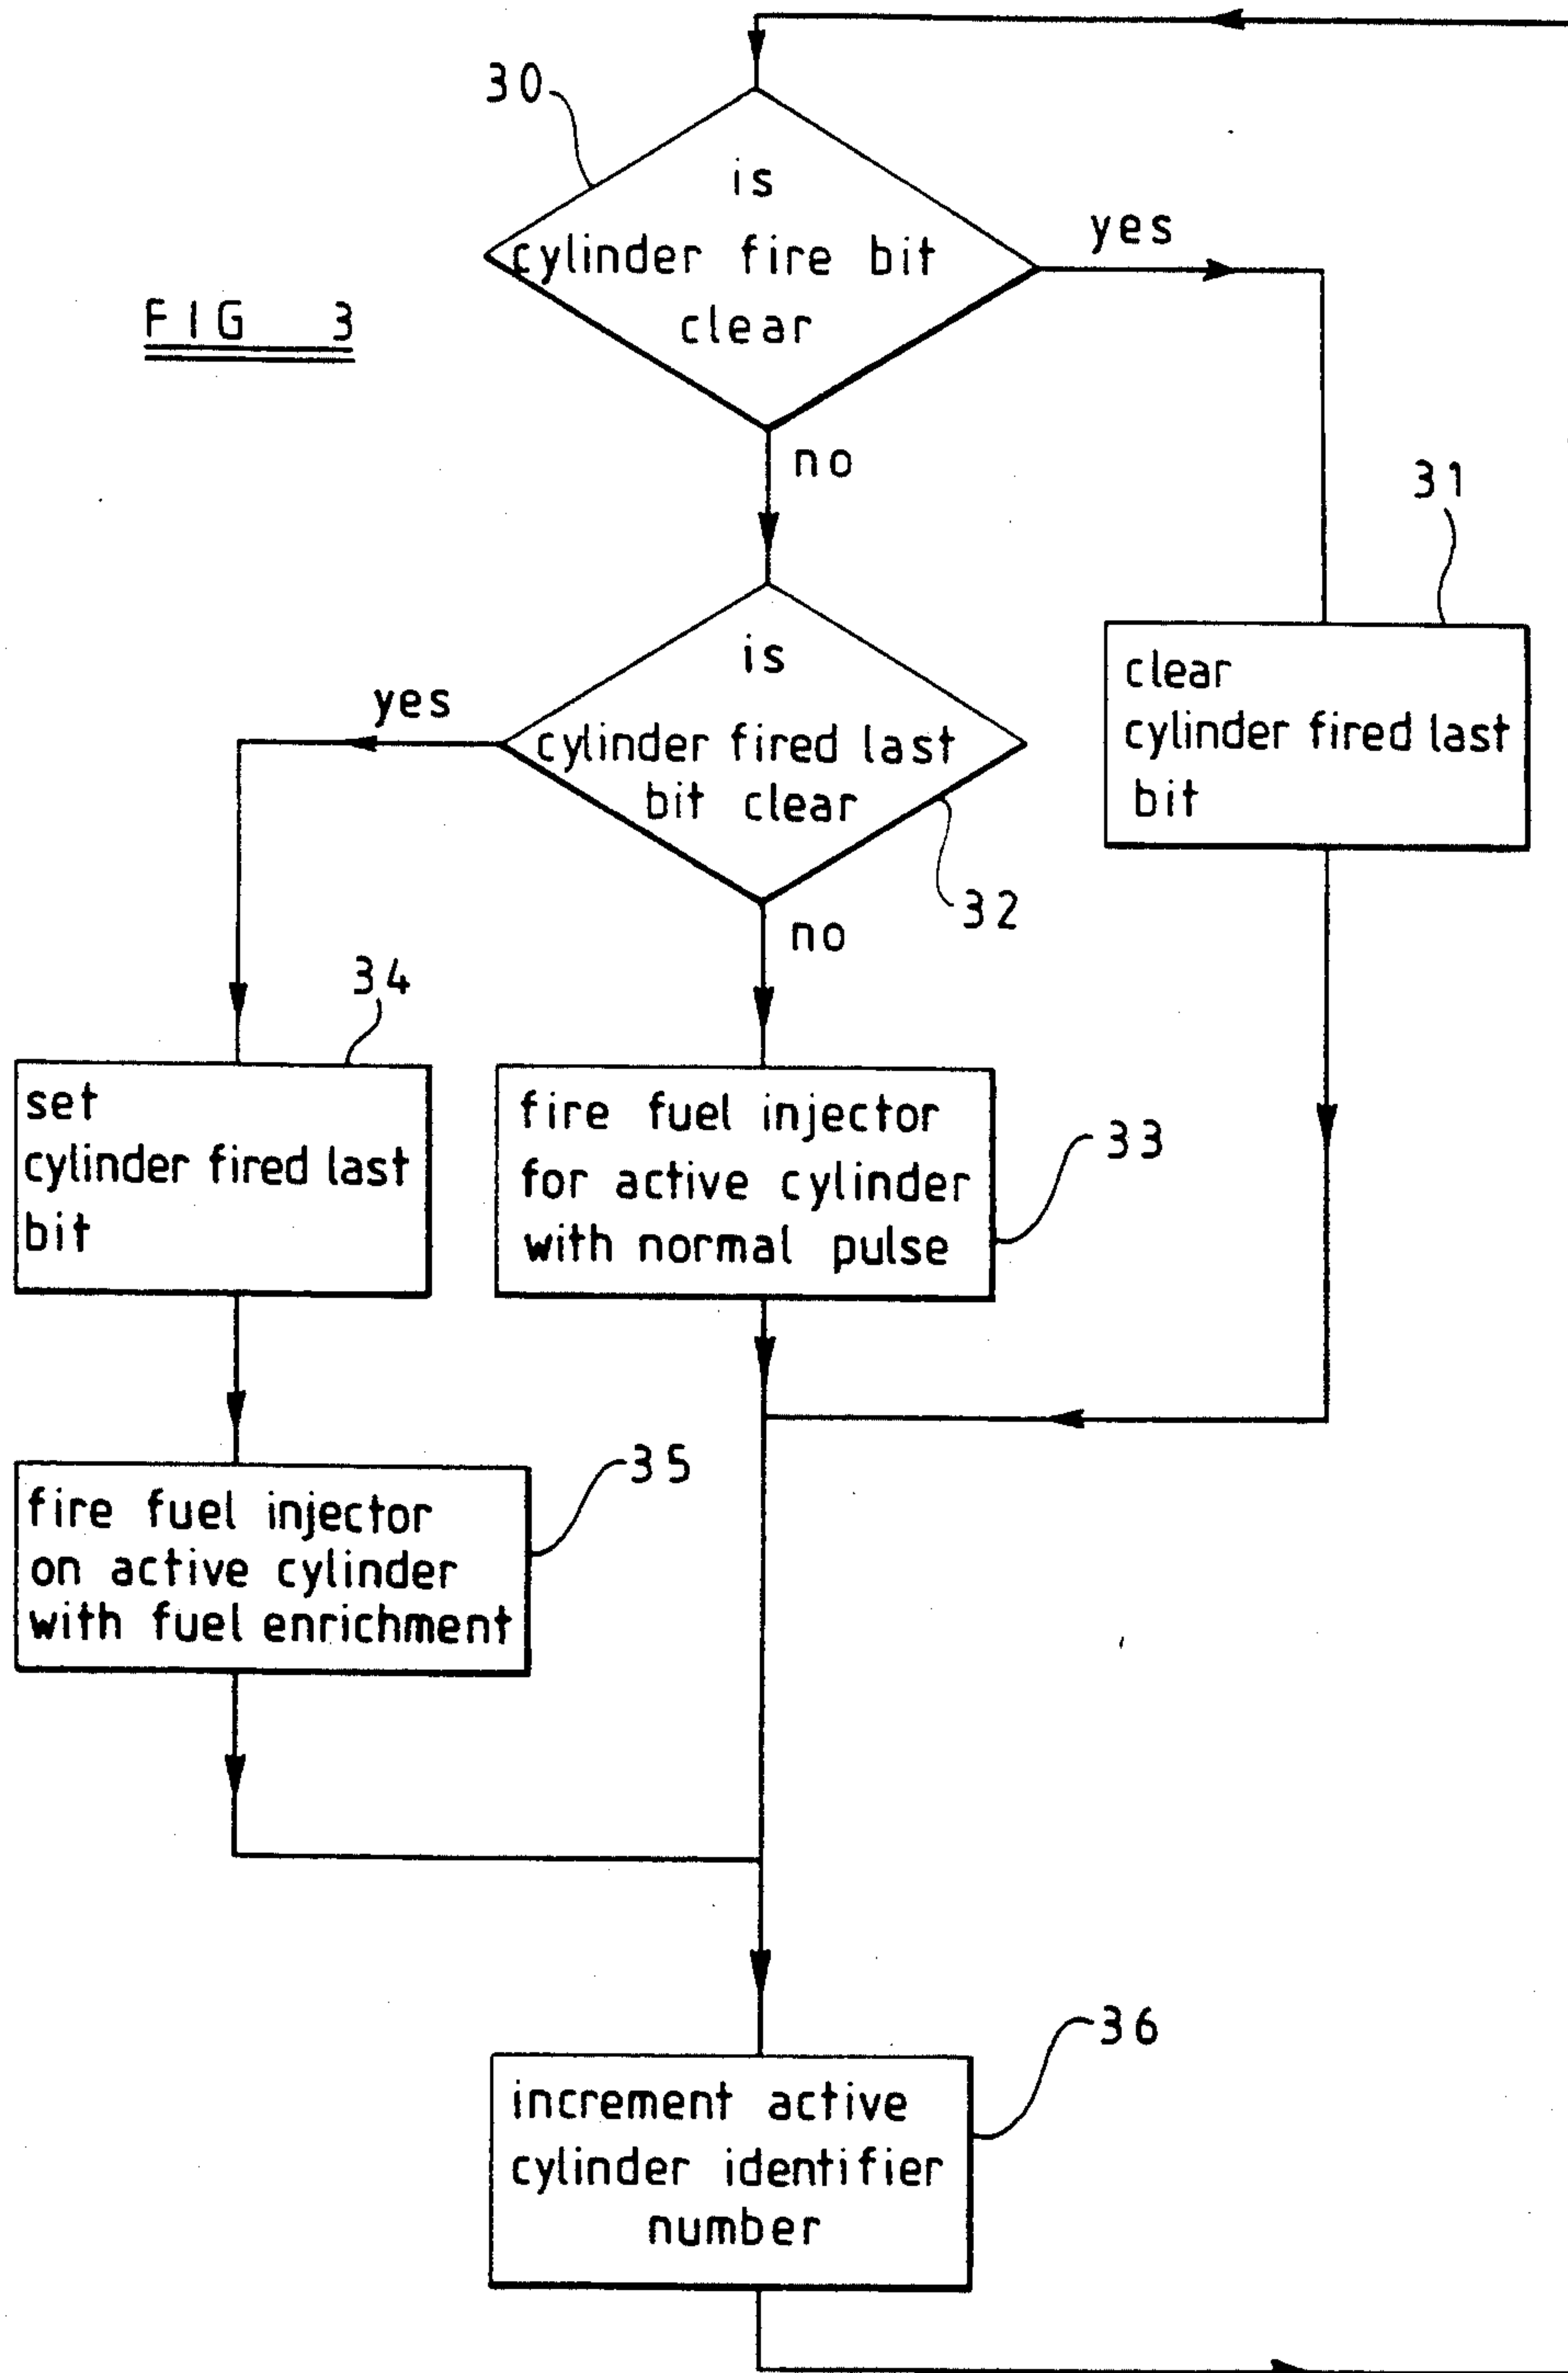 30
is
cylinder fire bit
clear
yes
FIG 3
no
31
is
cylinder fired last
bit clear
yes
clear
cylinder fired last
bit
32
no
34
set
cylinder fired last
bit
fire fuel injector
for active cylinder
with normal pulse
33
35
fire fuel injector
on active cylinder
with fuel enrichment
36
increment active
cylinder identifier
number